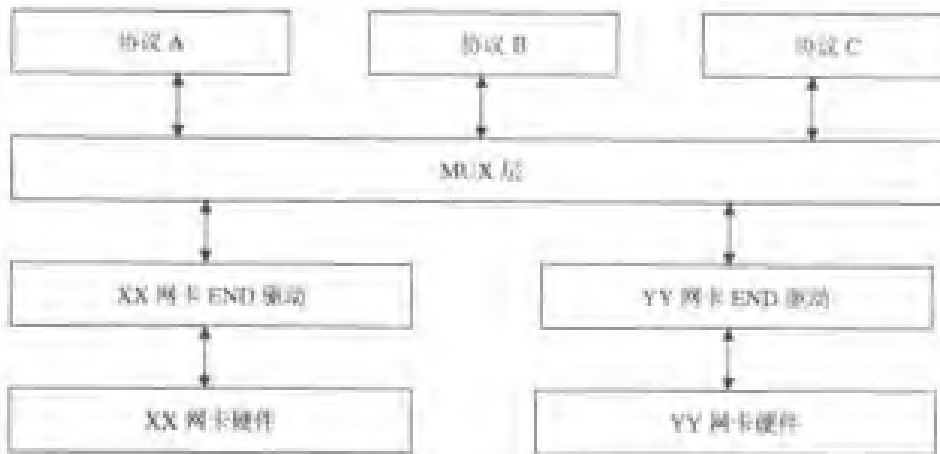 协议 A
协议 B
协议 C
MUX 层
XX 网卡 END 驱动
YY 网卡 END 驱动
XX 网卡硬件
YY 网卡硬件